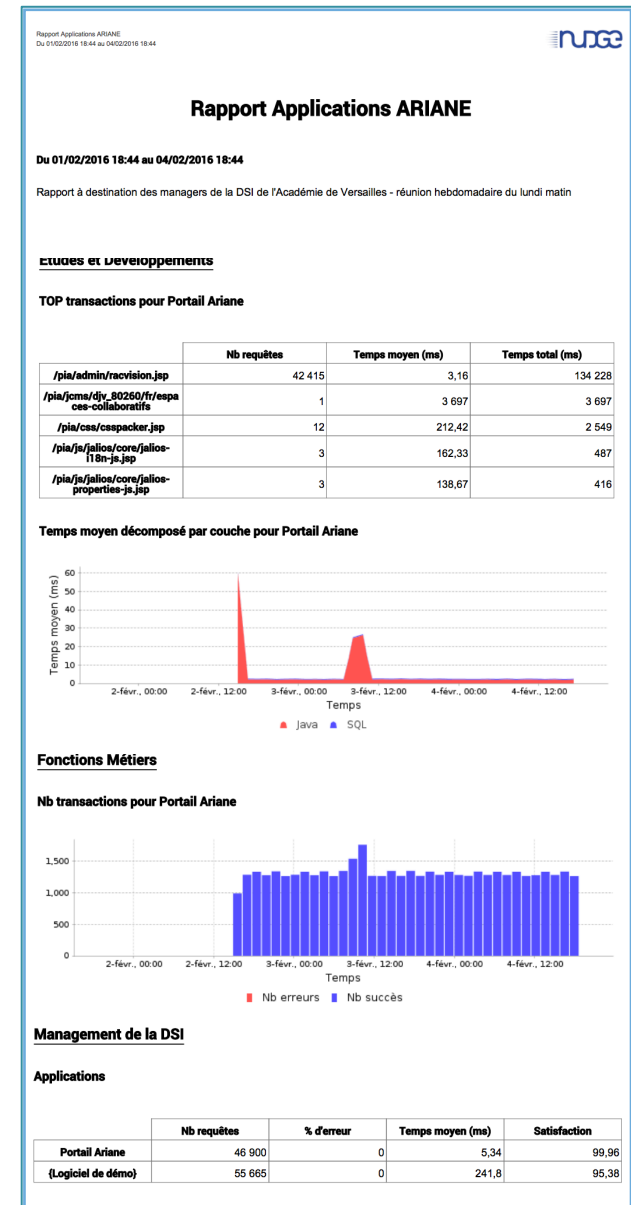 Rapport Applications ARIANE
Du 01/02/2016 18:44 au 04/02/2016 18:44
nudge
Rapport Applications ARIANE
Du 01/02/2016 18:44 au 04/02/2016 18:44
Rapport à destination des managers de la DSI de l'Académie de Versailles - réunion hebdomadaire du lundi matin
Etudes et Développements
TOP transactions pour Portail Ariane
Nb requêtes Temps moyen (ms) Temps total (ms)
/pia/admin/racvision.jsp 42 415 3,16 134 228
/pia/jcms/djv_80260/fr/espa
ces-collaboratifs 1 3 697 3 697
/pia/css/csspacker.jsp 12 212,42 2 549
/pia/js/jalios/core/jalios-
i18n-js.jsp 3 162,33 487
/pia/js/jalios/core/jalios-
properties-js.jsp 3 138,67 416
Temps moyen décomposé par couche pour Portail Ariane
Temps moyen (ms)
60
50
40
30
20
10
0
2-févr., 00:00 2-févr., 12:00 3-févr., 00:00 3-févr., 12:00 4-févr., 00:00 4-févr., 12:00
Temps
Java SQL
Fonctions Métiers
Nb transactions pour Portail Ariane
1,500
1,000
500
0
2-févr., 00:00 2-févr., 12:00 3-févr., 00:00 3-févr., 12:00 4-févr., 00:00 4-févr., 12:00
Temps
Nb erreurs Nb succès
Management de la DSI
Applications
Nb requêtes % d'erreur Temps moyen (ms) Satisfaction
Portail Ariane 46 900 0 5,34 99,96
{Logiciel de démo} 55 665 0 241,8 95,38